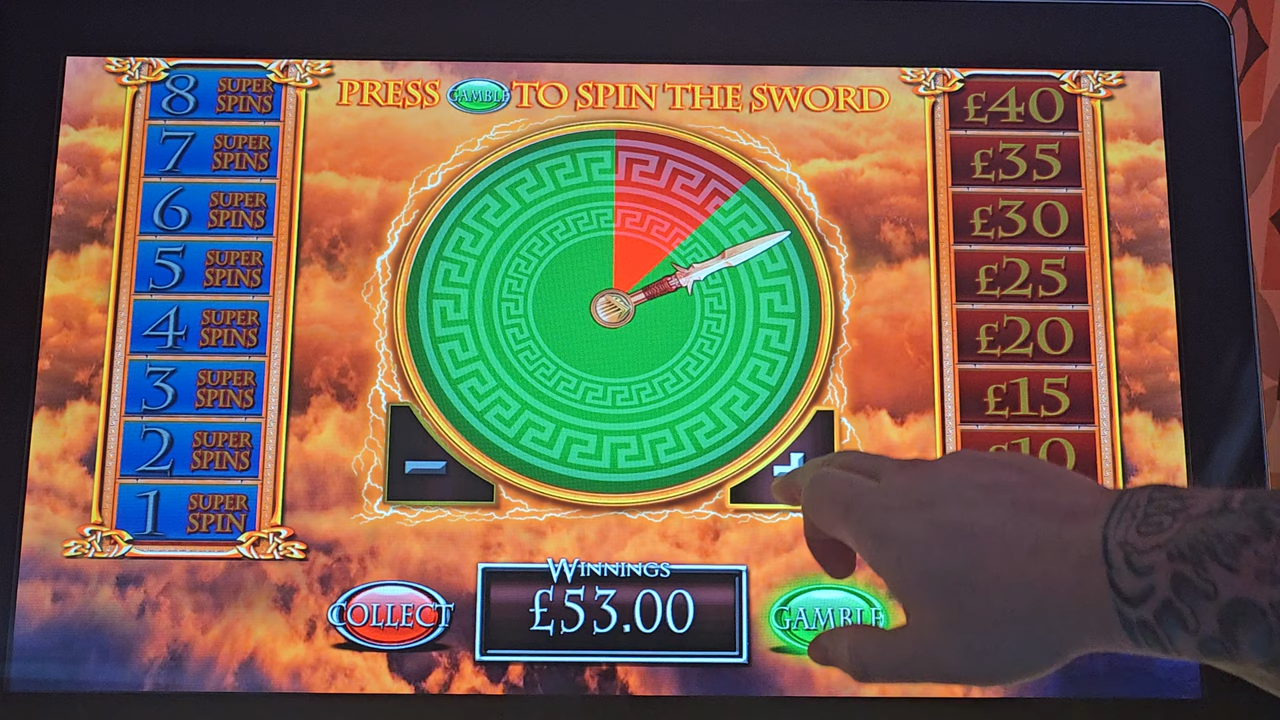 PRESS GAMBLE TO SPIN THE SWORD
8 SUPER SPINS
7 SUPER SPINS
6 SUPER SPINS
5 SUPER SPINS
4 SUPER SPINS
3 SUPER SPINS
2 SUPER SPINS
1 SUPER SPIN
£40
£35
£30
£25
£20
£15
£10
-
+
WINNINGS
£53.00
COLLECT
GAMBLE